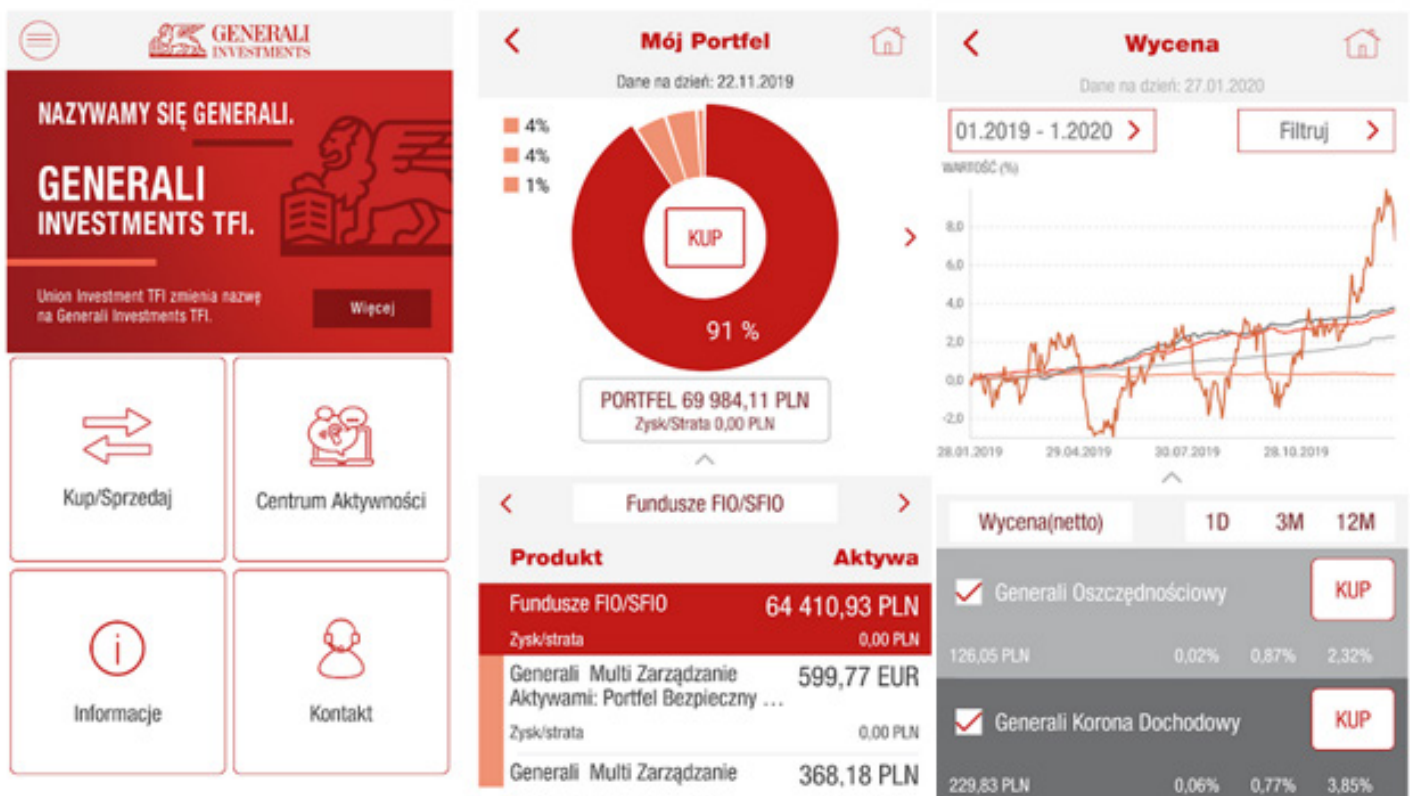 GENERALI
INVESTMENTS
NAZYWAMY SIĘ GENERALI.
GENERALI
INVESTMENTS TFI.
Union Investment TFI zmienia nazwę
na Generali Investments TFI.
Więcej
Kup/Sprzedaj
Centrum Aktywności
Informacje
Kontakt
Mój Portfel
Dane na dzień: 22.11.2019
4%
4%
1%
KUP
91 %
PORTFEL 69 984,11 PLN
Zysk/Strata 0,00 PLN
Fundusze FIO/SFIO
Produkt Aktywa
Fundusze FIO/SFIO 64 410,93 PLN
Zysk/strata 0,00 PLN
Generali Multi Zarządzanie 599,77 EUR
Aktywami: Portfel Bezpieczny ...
Zysk/strata 0,00 PLN
Generali Multi Zarządzanie 368,18 PLN
Wycena
Dane na dzień: 27.01.2020
01.2019 - 1.2020
Filtruj
WARTOŚĆ (%)
8,0
6,0
4,0
2,0
0,0
-2,0
28.01.2019 29.04.2019 30.07.2019 28.10.2019
Wycena(netto) 1D 3M 12M
Generali Oszczędnościowy KUP
126,05 PLN 0,02% 0,87% 2,32%
Generali Korona Dochodowy KUP
229,83 PLN 0,06% 0,77% 3,85%